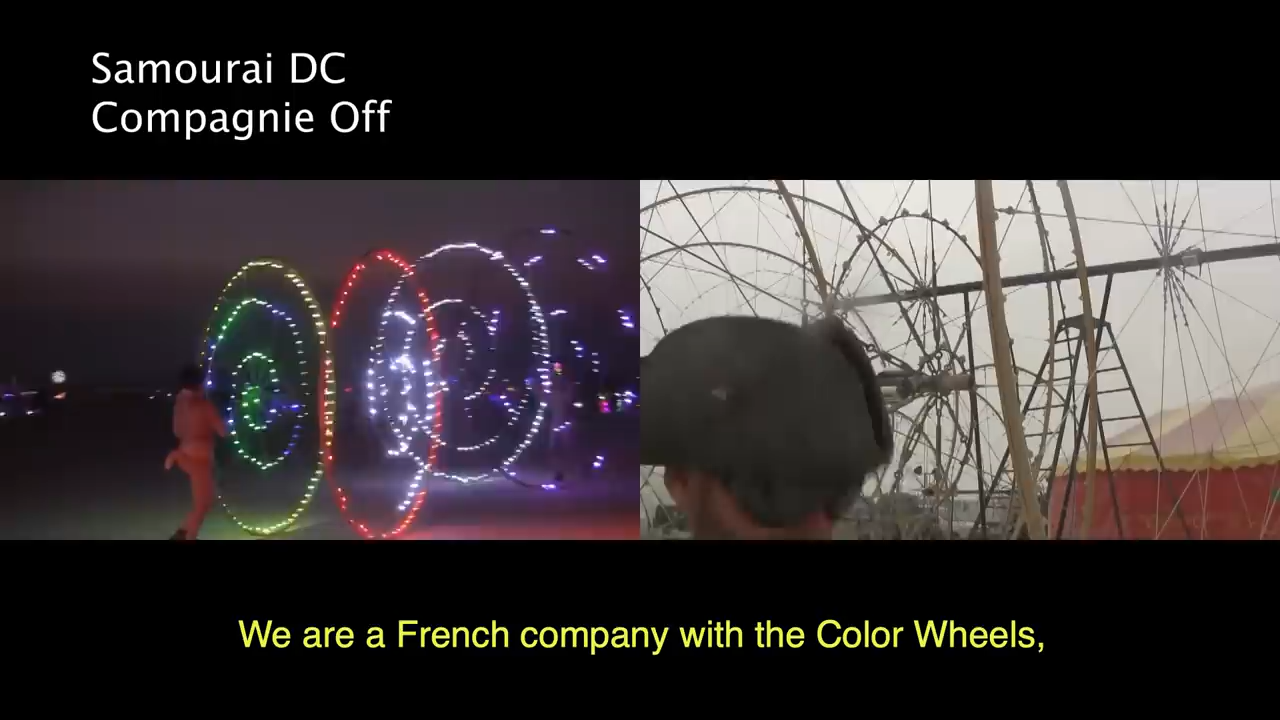 Samourai DC
Compagnie Off
We are a French company with the Color Wheels,